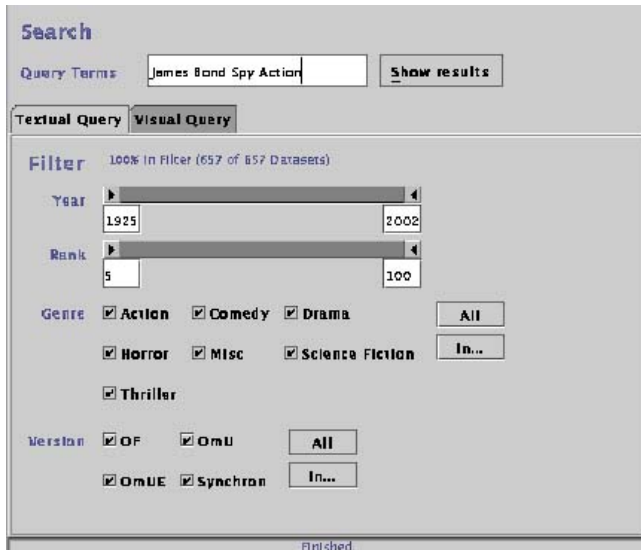 Search
Query Terms James Bond Spy Action Show results
Textual Query Visual Query
Filter 100% In Filter (657 of 657 Datasets)
Year
1925 2002
Rank
5 100
Genre Action Comedy Drama All
Horror Misc Science Fiction In...
Thriller
Version OF OmU All
OmUE Synchron In...
Finished